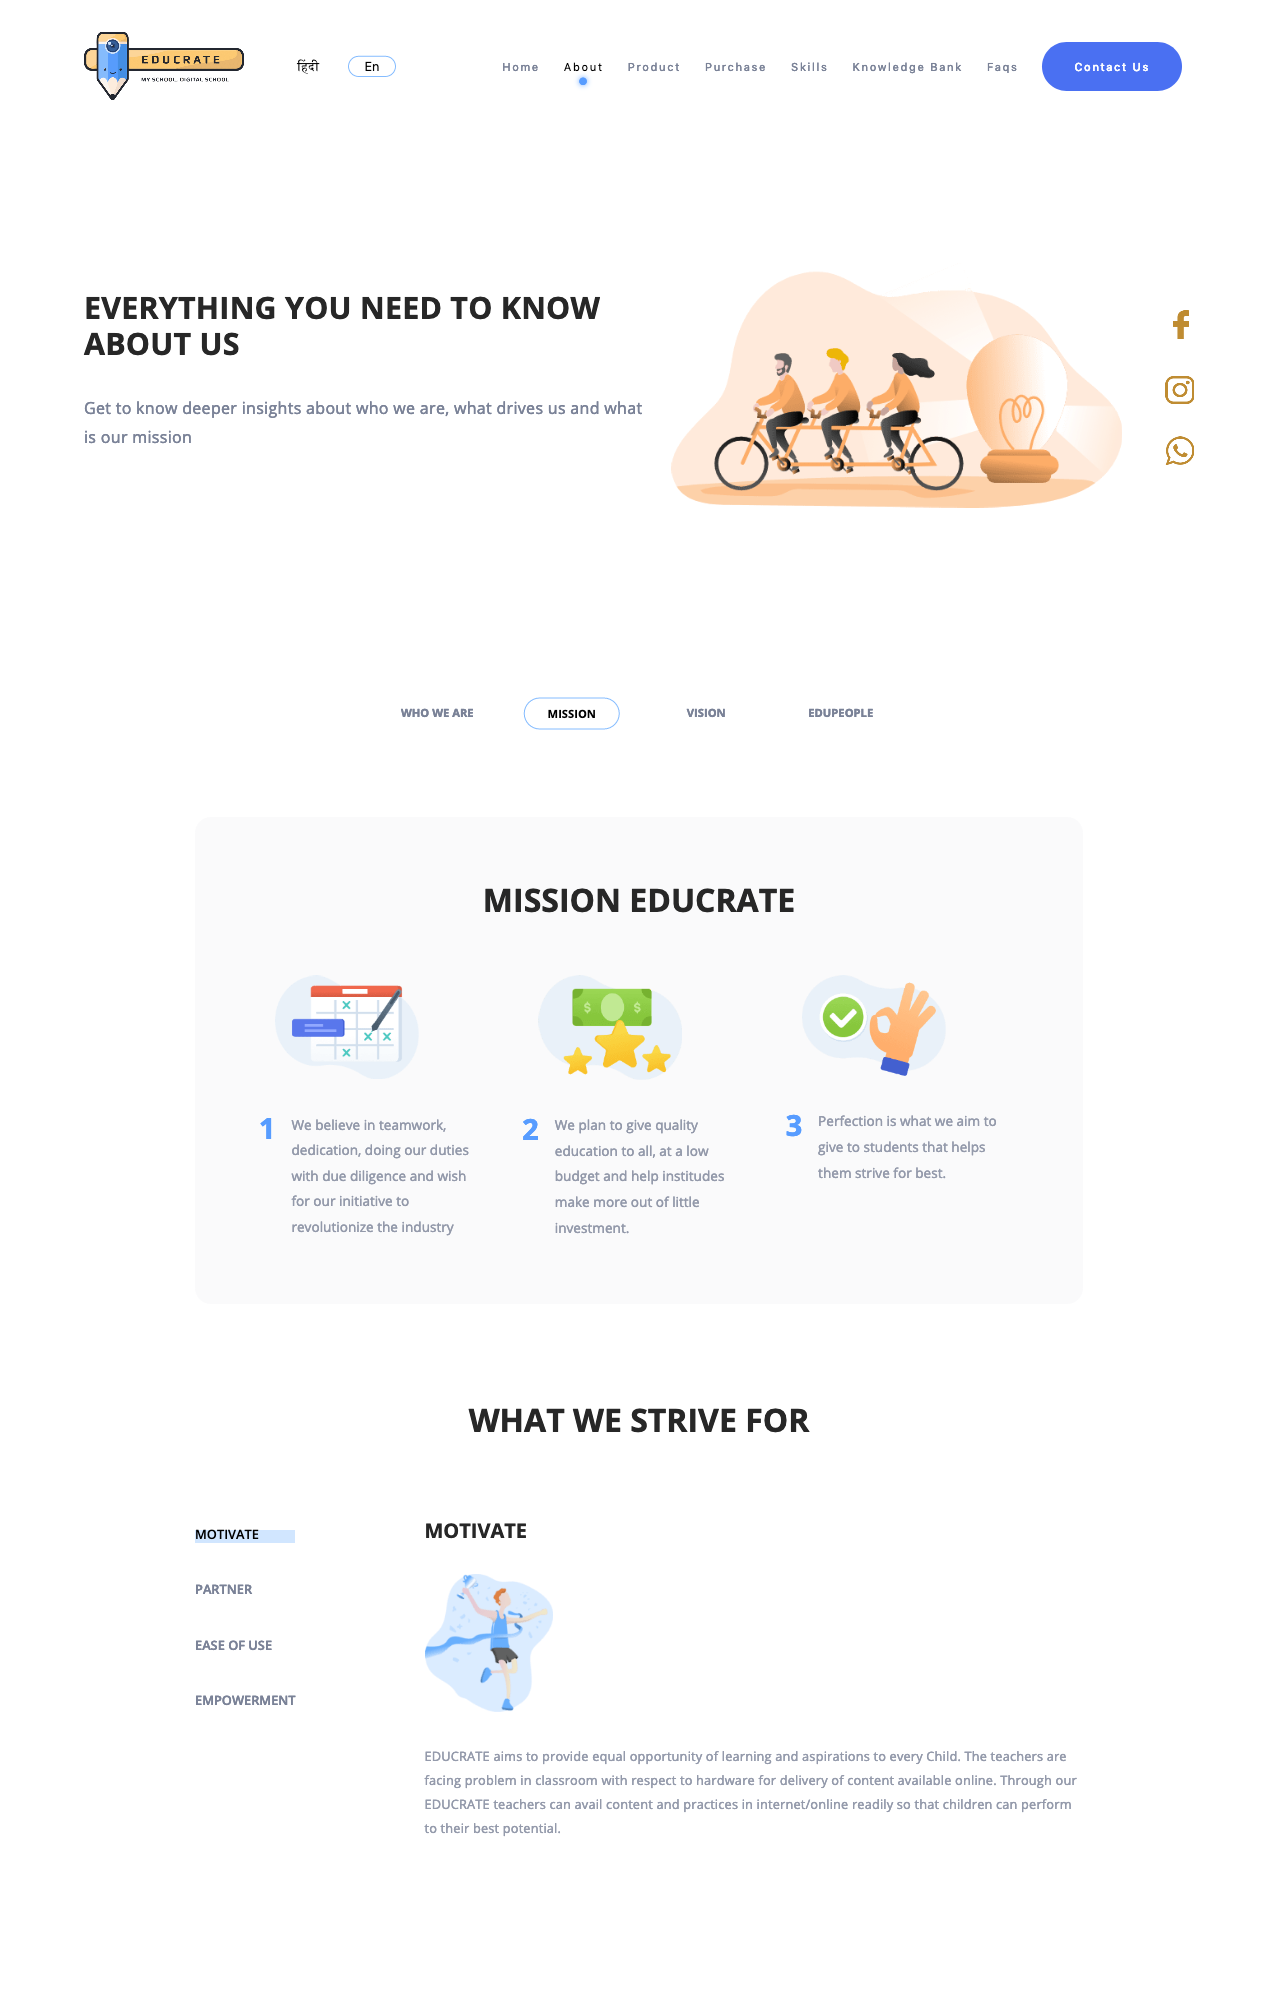 EDUCRATE
MY SCHOOL, DIGITAL SCHOOL
हिंदी
En
Home
About
Product
Purchase
Skills
Knowledge Bank
Faqs
Contact Us
EVERYTHING YOU NEED TO KNOW
ABOUT US
Get to know deeper insights about who we are, what drives us and what
is our mission
WHO WE ARE
MISSION
VISION
EDUPEOPLE
MISSION EDUCRATE
1
We believe in teamwork,
dedication, doing our duties
with due diligence and wish
for our initiative to
revolutionize the industry
2
We plan to give quality
education to all, at a low
budget and help institudes
make more out of little
investment.
3
Perfection is what we aim to
give to students that helps
them strive for best.
WHAT WE STRIVE FOR
MOTIVATE
PARTNER
EASE OF USE
EMPOWERMENT
MOTIVATE
EDUCRATE aims to provide equal opportunity of learning and aspirations to every Child. The teachers are
facing problem in classroom with respect to hardware for delivery of content available online. Through our
EDUCRATE teachers can avail content and practices in internet/online readily so that children can perform
to their best potential.